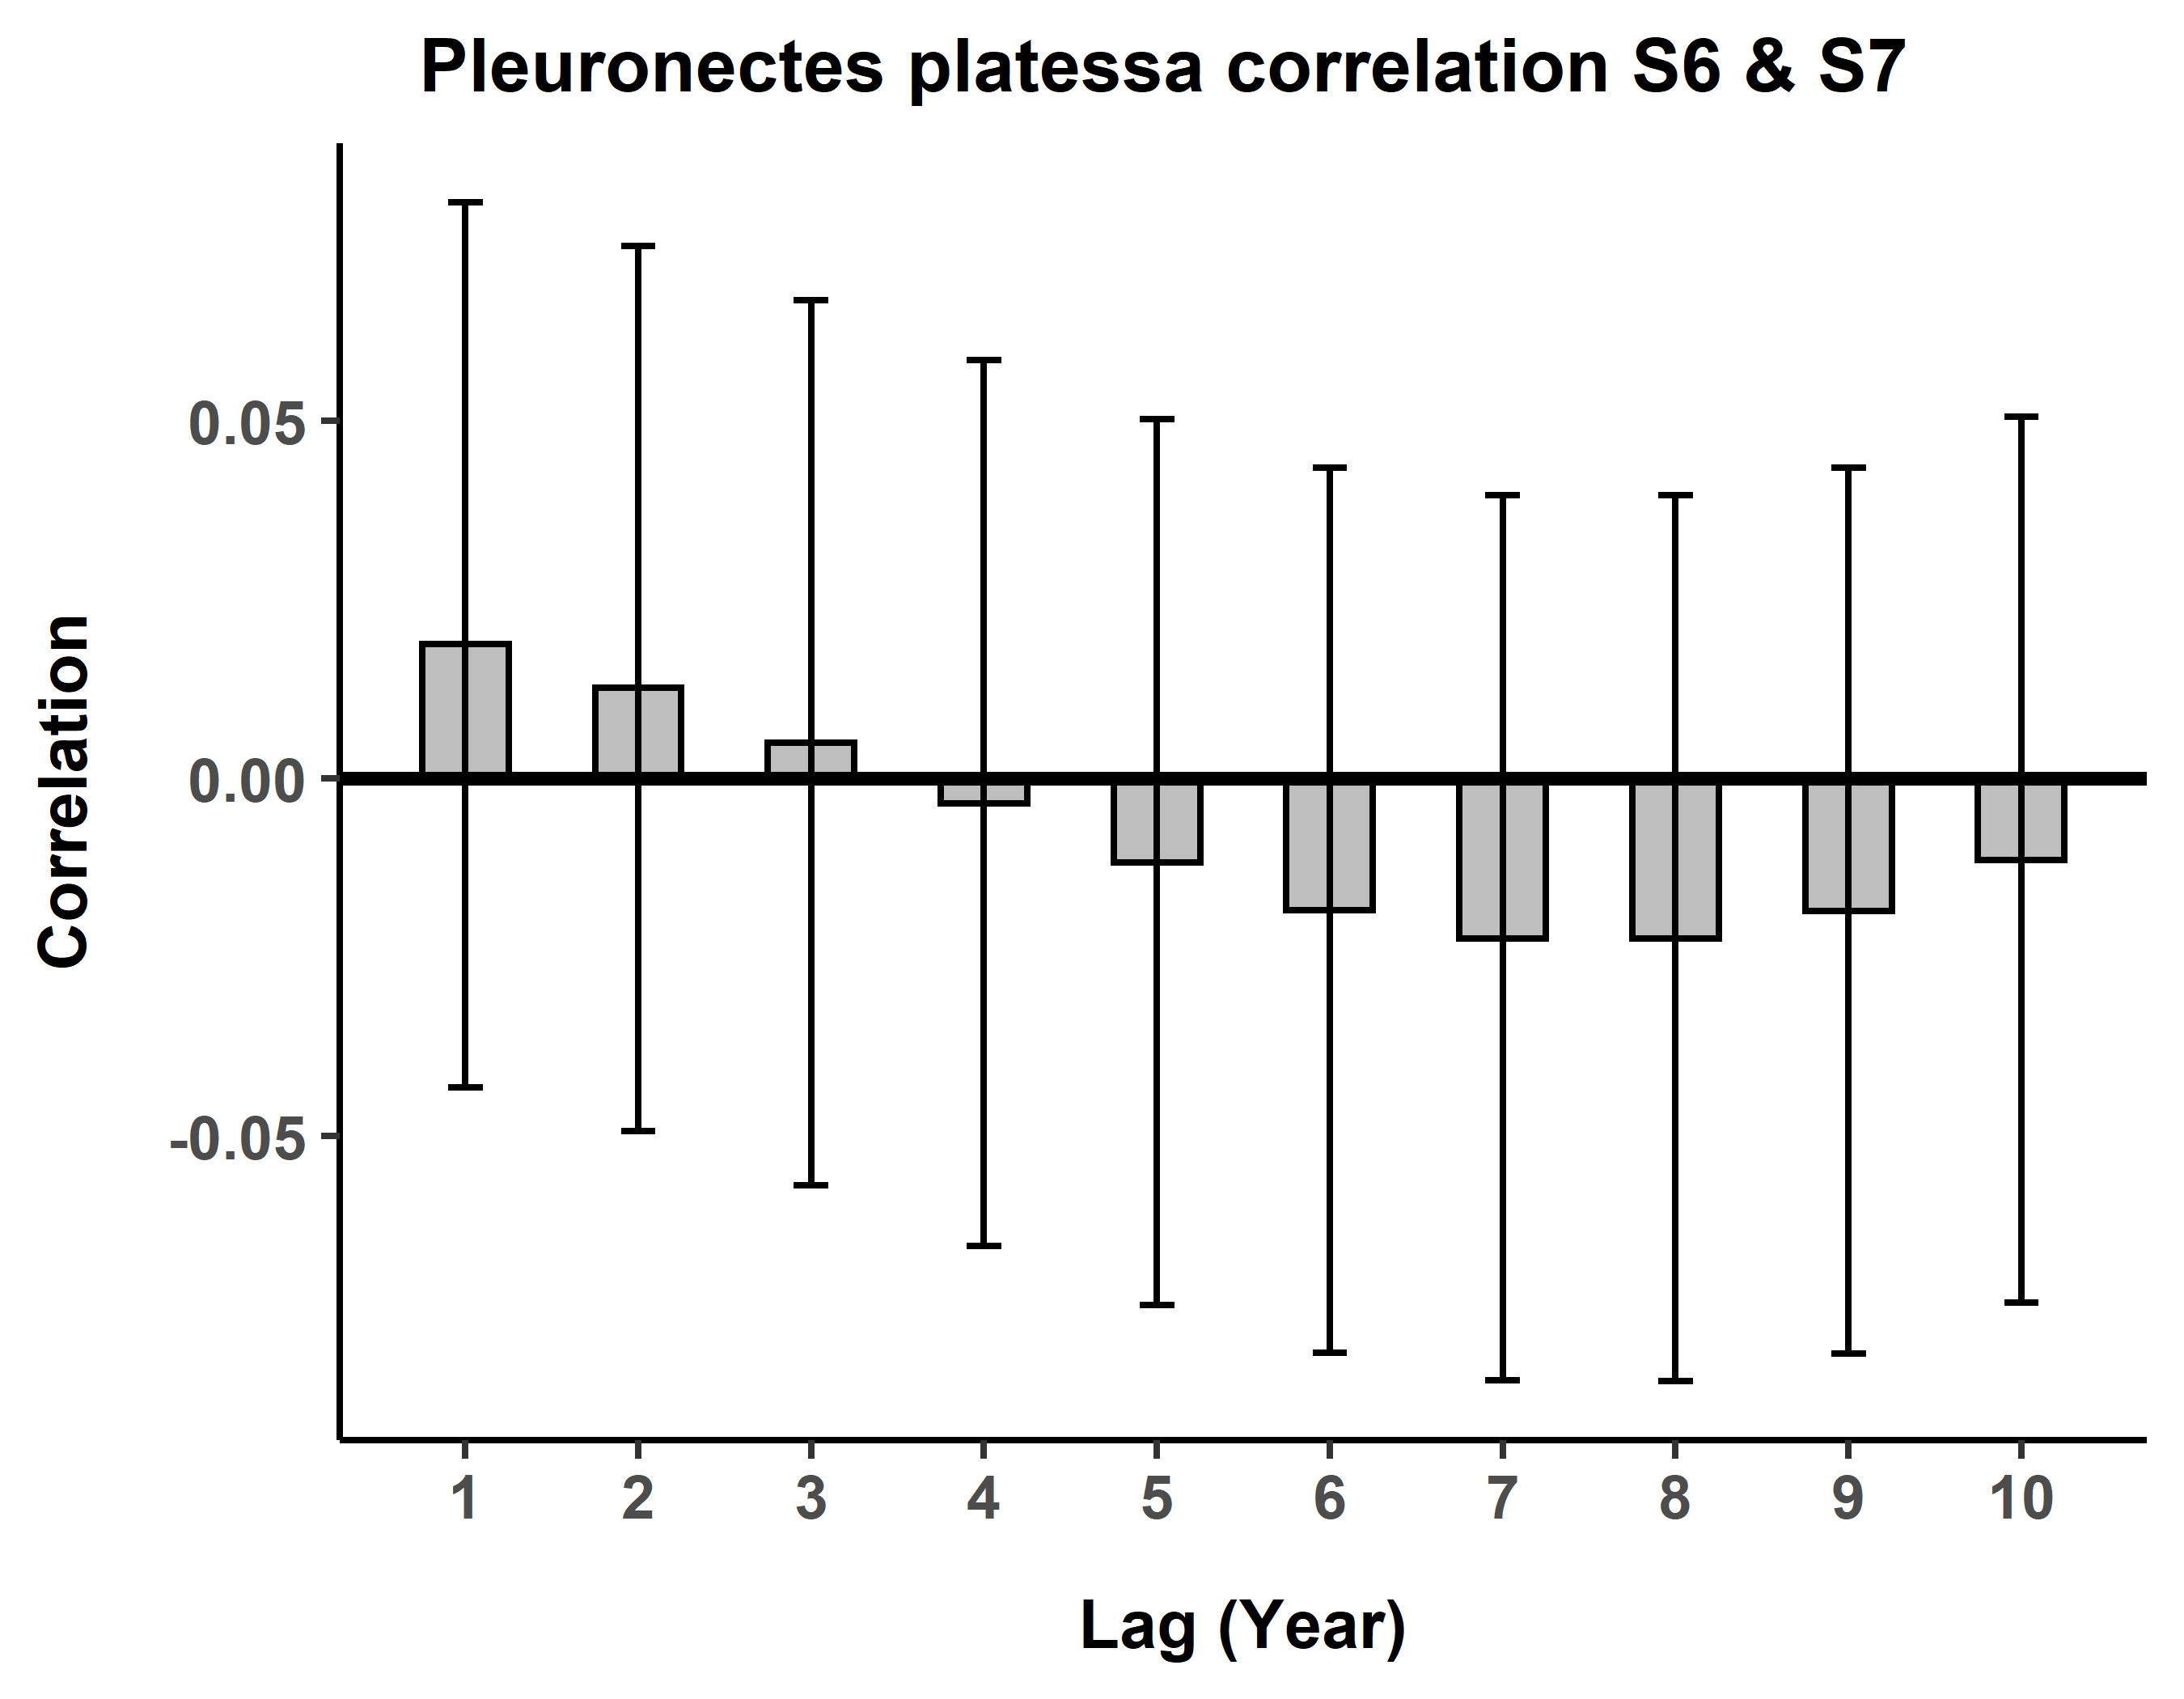 Pleuronectes platessa correlation S6 & S7
Correlation
0.05
0.00
-0.05
1 2 3 4 5 6 7 8 9 10
Lag (Year)